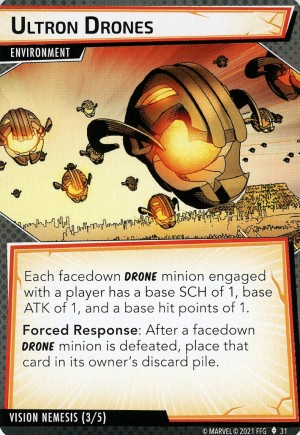 ULTRON DRONES
ENVIRONMENT
Each facedown DRONE minion engaged
with a player has a base SCH of 1, base
ATK of 1, and a base hit points of 1.
Forced Response: After a facedown
DRONE minion is defeated, place that
card in its owner's discard pile.
VISION NEMESIS (3/5)
© MARVEL © 2021 FFG 31